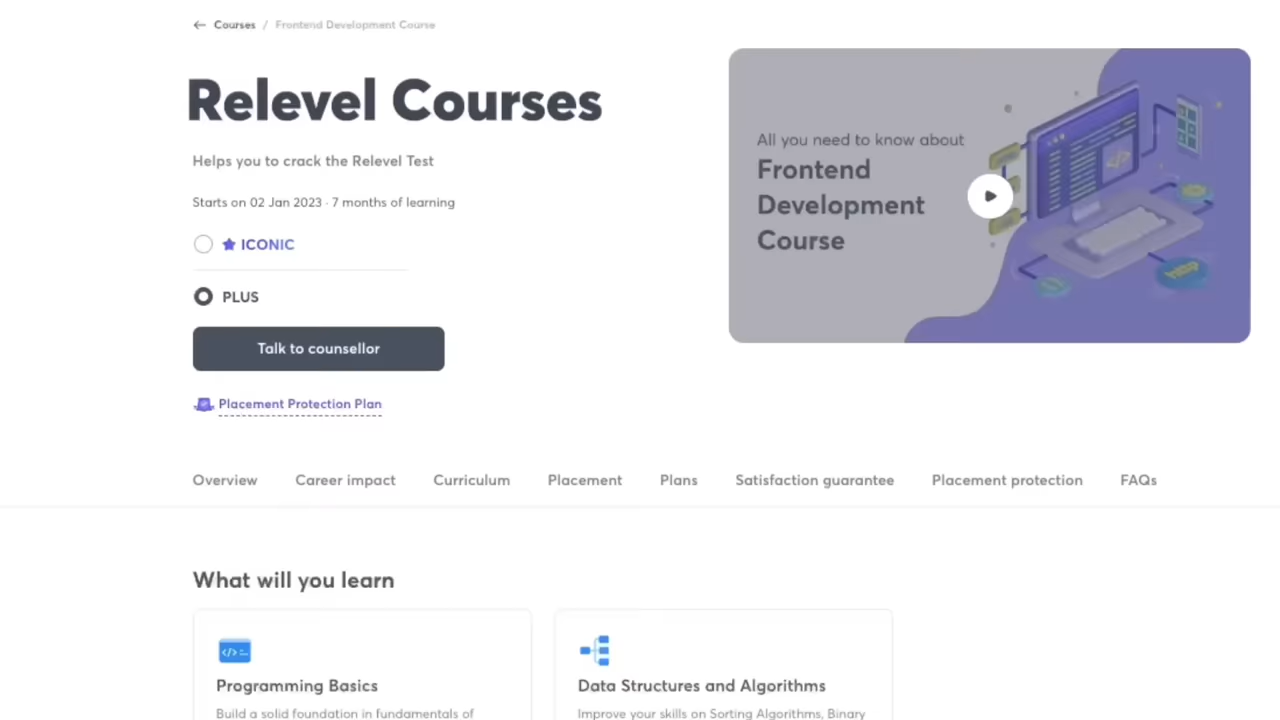 Courses / Frontend Development Course
Relevel Courses
Helps you to crack the Relevel Test
Starts on 02 Jan 2023 · 7 months of learning
ICONIC
PLUS
Talk to counsellor
Placement Protection Plan
All you need to know about
Frontend
Development
Course
http
Overview Career impact Curriculum Placement Plans Satisfaction guarantee Placement protection FAQs
What will you learn
Programming Basics
Build a solid foundation in fundamentals of
Data Structures and Algorithms
Improve your skills on Sorting Algorithms, Binary